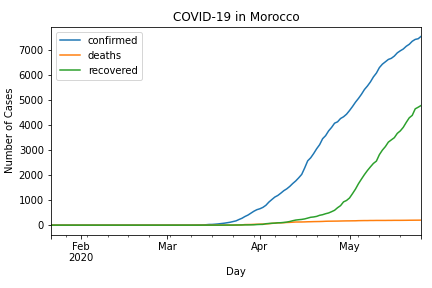 COVID-19 in Morocco
confirmed
deaths
recovered
Number of Cases
7000
6000
5000
4000
3000
2000
1000
0
Feb
2020
Mar
Apr
May
Day